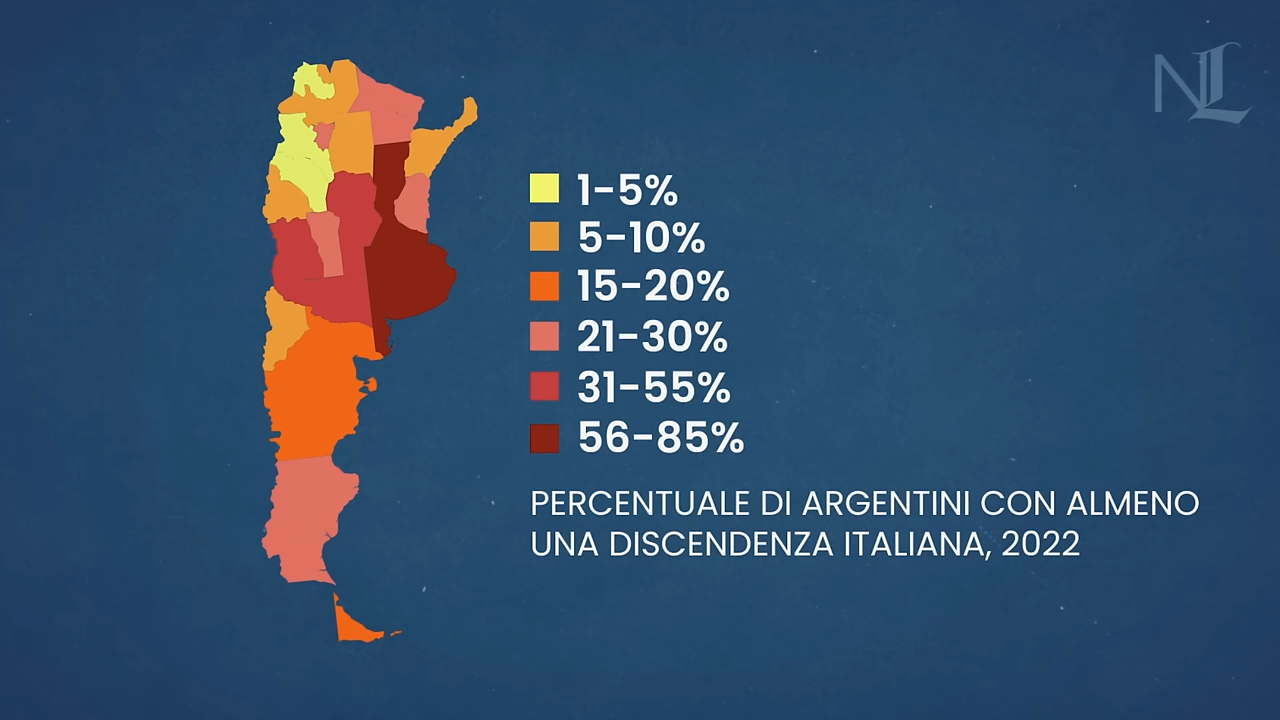 NL
1-5%
5-10%
15-20%
21-30%
31-55%
56-85%
PERCENTUALE DI ARGENTINI CON ALMENO
UNA DISCENDENZA ITALIANA, 2022